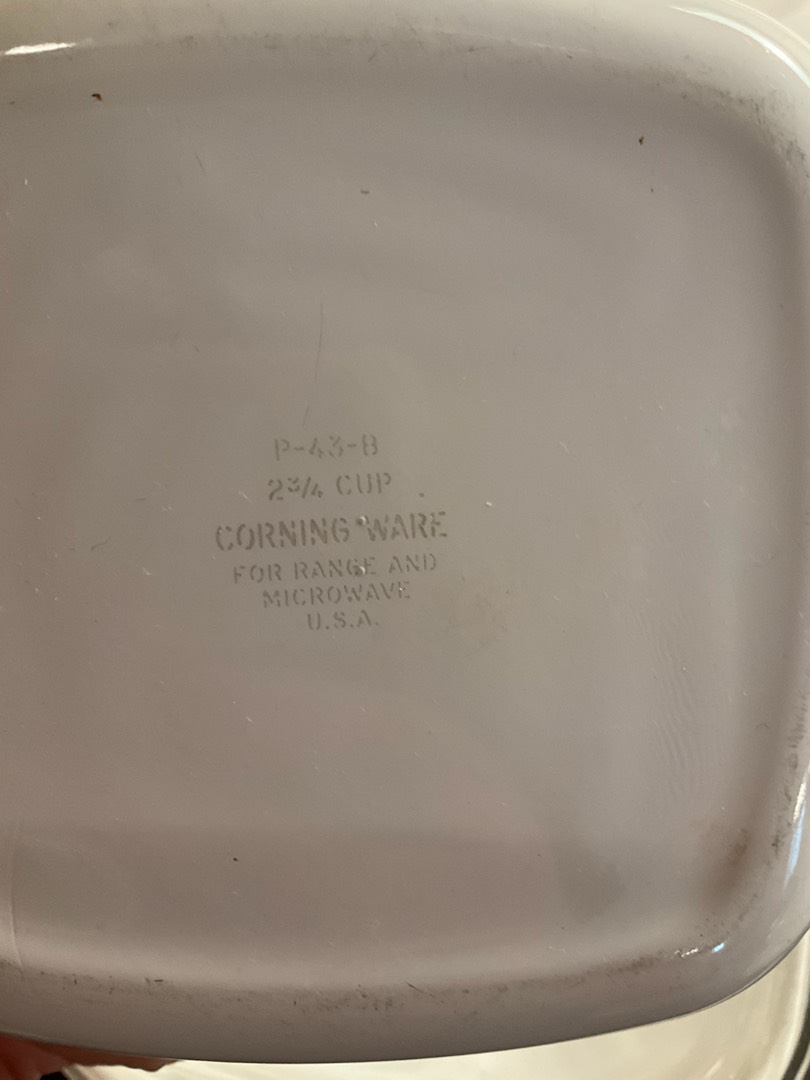 P-43-B
2¾ CUP
CORNING WARE
FOR RANGE AND
MICROWAVE
U.S.A.